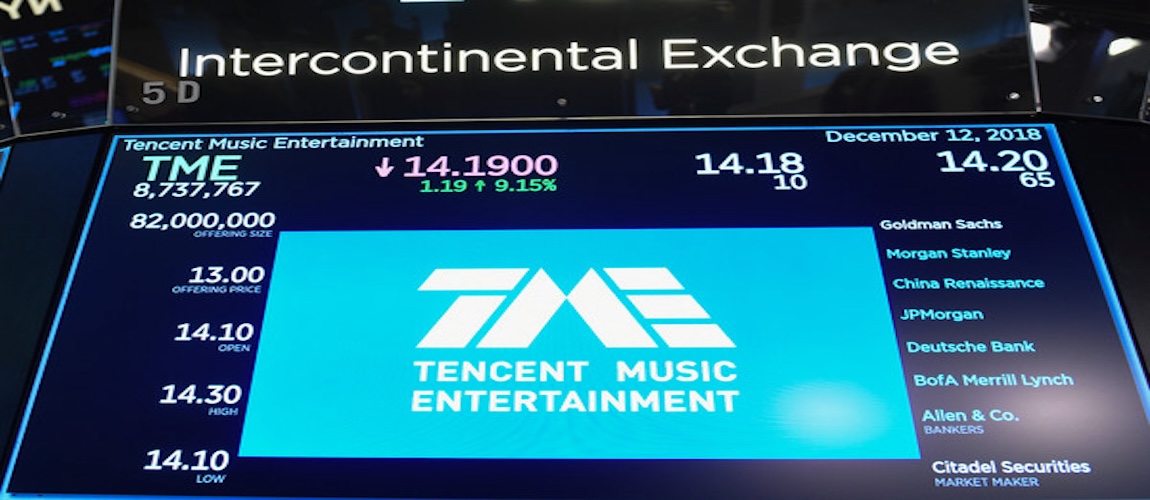 Intercontinental Exchange
5 D
Tencent Music Entertainment
December 12, 2018
TME
↓ 14.1900
14.18
14.20
8,737,767
1.19 ↑ 9.15%
10
65
82,000,000
OFFERING SIZE
13.00
OFFERING PRICE
14.10
OPEN
14.30
HIGH
14.10
LOW
TENCENT MUSIC
ENTERTAINMENT
Goldman Sachs
Morgan Stanley
China Renaissance
JPMorgan
Deutsche Bank
BofA Merrill Lynch
Allen & Co.
BANKERS
Citadel Securities
MARKET MAKER